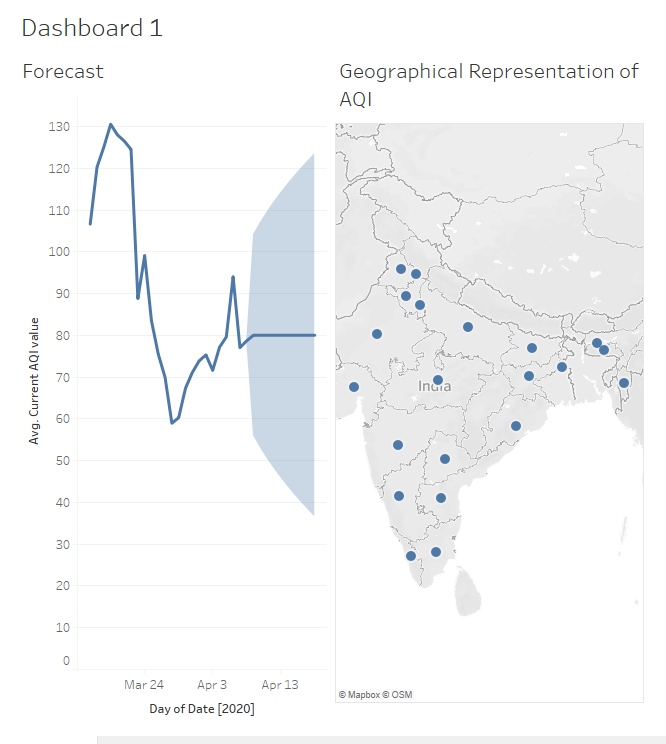 Dashboard 1
Forecast
Geographical Representation of
AQI
130
120
110
100
90
80
70
60
50
40
30
20
10
0
Avg. Current AQI value
Mar 24
Apr 3
Apr 13
Day of Date [2020]
India
© Mapbox © OSM